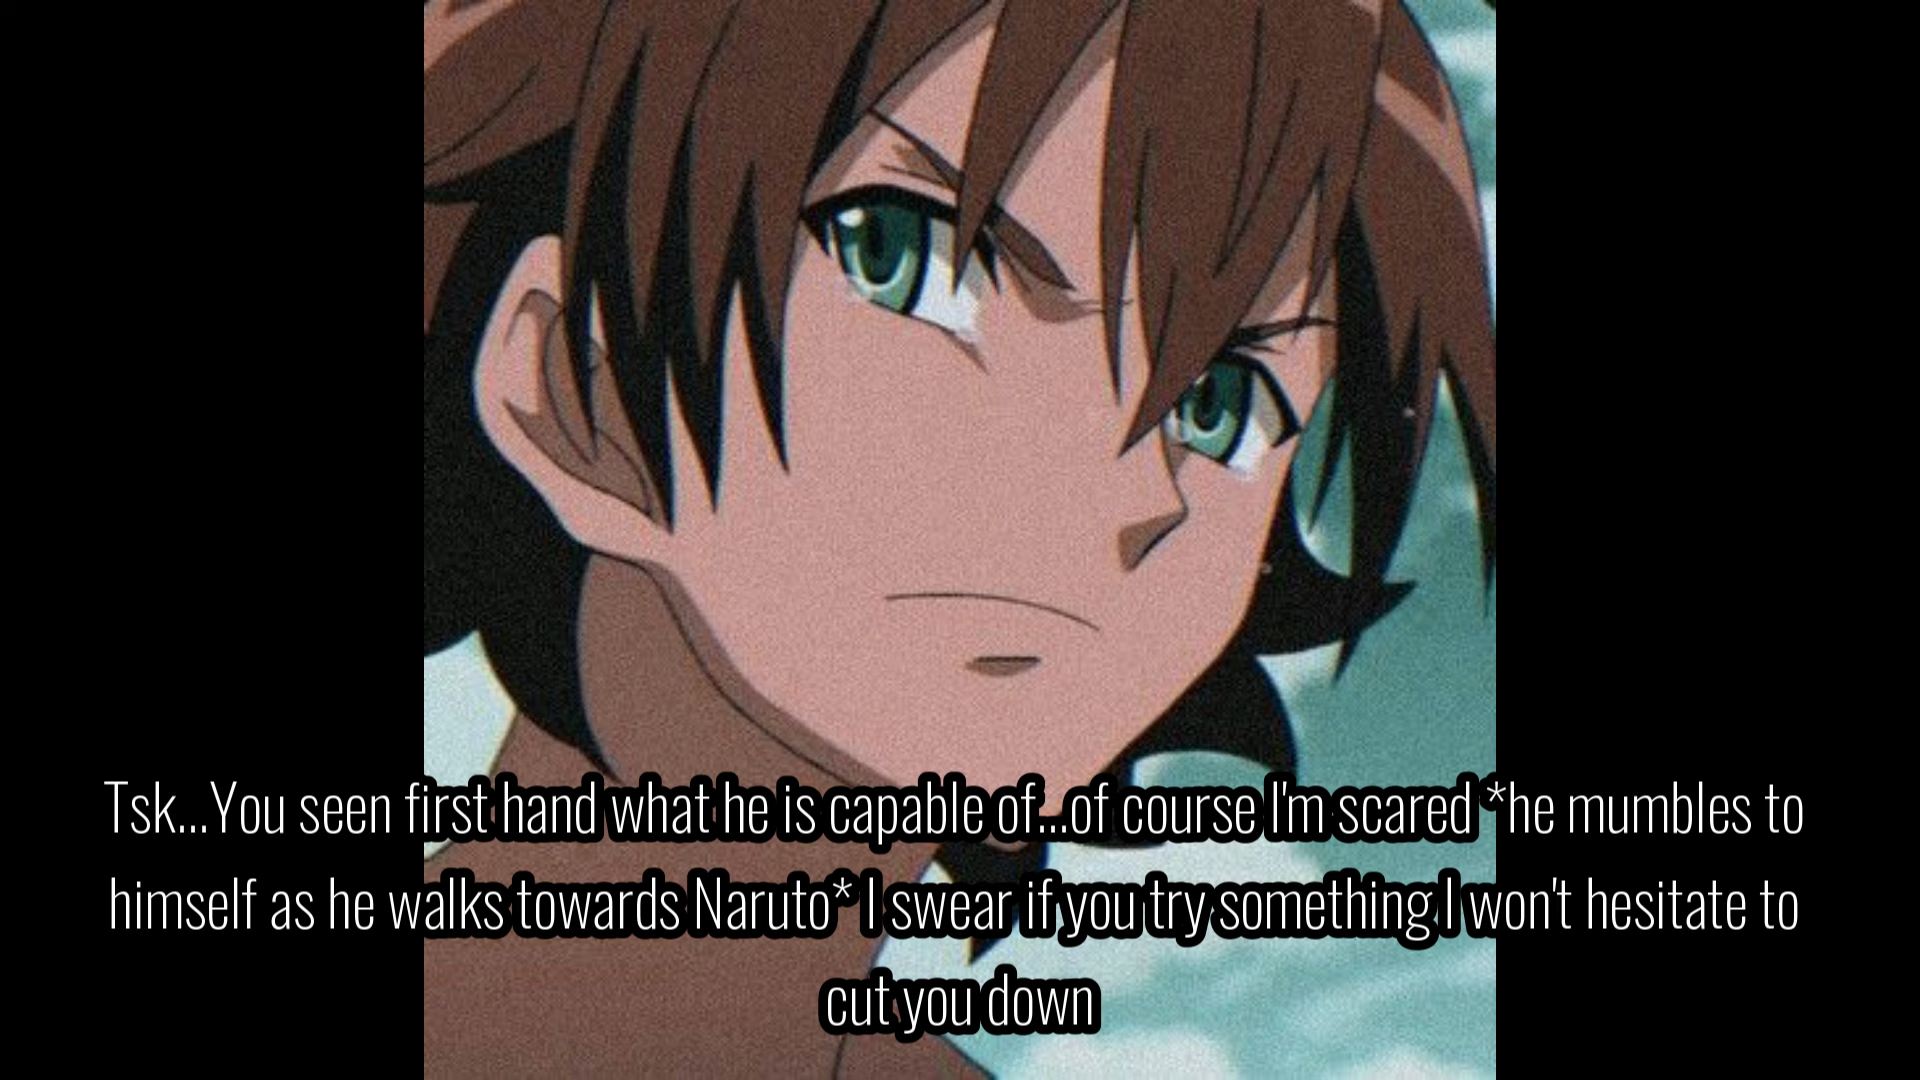 Tsk...You seen first hand what he is capable of...of course I'm scared *he mumbles to
himself as he walks towards Naruto* I swear if you try something I won't hesitate to
cut you down